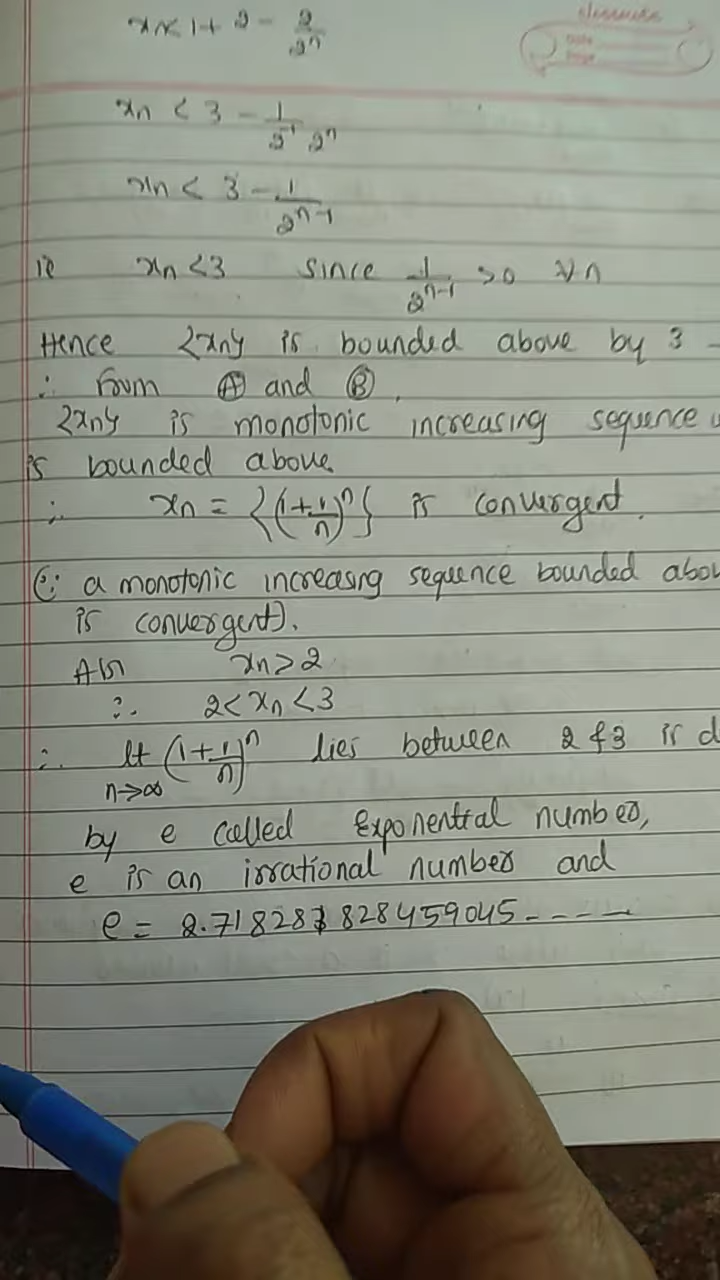 xn < 1 + 2 - 2/2^n
classmate
Date
Page
xn < 3 - 1/(2^-1 2^n)
xn < 3 - 1/2^(n-1)
ie xn < 3 since 1/2^(n-1) > 0 ∀ n
Hence {xn} is bounded above by 3 -
∴ From Ⓐ and Ⓑ,
{xn} is monotonic increasing sequence
is bounded above.
∴ xn = {(1 + 1/n)^n} is convergent.
(∵ a monotonic increasing sequence bounded abov
is convergent).
Also xn > 2
∴ 2 < xn < 3
∴ lt n→∞ (1 + 1/n)^n lies between 2 & 3 is d
by e called Exponential number,
e is an irrational number and
e = 2.718281828459045-----